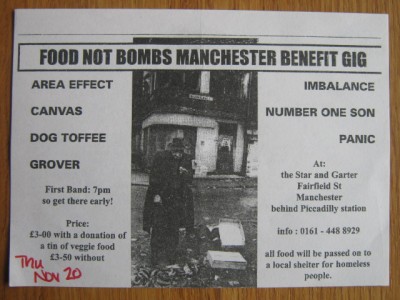 FOOD NOT BOMBS MANCHESTER BENEFIT GIG
AREA EFFECT
CANVAS
DOG TOFFEE
GROVER
First Band: 7pm
so get there early!
Price:
£3-00 with a donation of
a tin of veggie food
£3-50 without
Thu
Nov 20
IMBALANCE
NUMBER ONE SON
PANIC
At:
the Star and Garter
Fairfield St
Manchester
behind Piccadilly station
info : 0161 - 448 8929
all food will be passed on to
a local shelter for homeless
people.